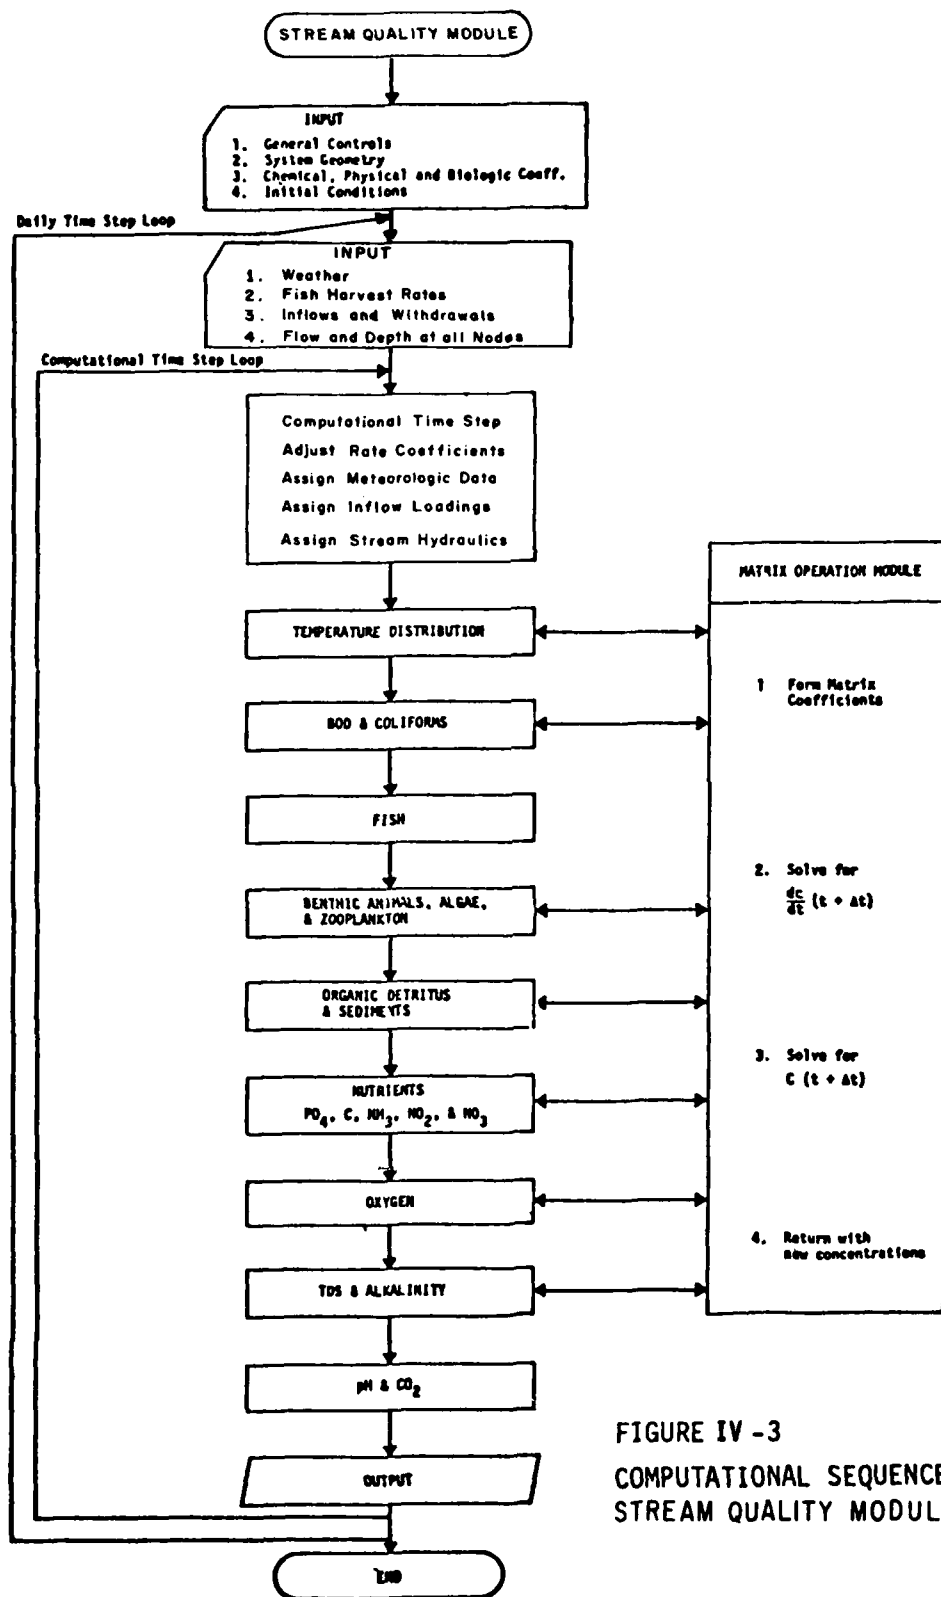 STREAM QUALITY MODULE
INPUT
1. General Controls
2. System Geometry
3. Chemical, Physical and Biologic Coeff.
4. Initial Conditions
Daily Time Step Loop
INPUT
1. Weather
2. Fish Harvest Rates
3. Inflows and Withdrawals
4. Flow and Depth at all Nodes
Computational Time Step Loop
Computational Time Step
Adjust Rate Coefficients
Assign Meteorologic Data
Assign Inflow Loadings
Assign Stream Hydraulics
MATRIX OPERATION MODULE
TEMPERATURE DISTRIBUTION
1 Form Matrix
Coefficients
BOD & COLIFORMS
FISH
2. Solve for
dc/dt (t + Δt)
BENTHIC ANIMALS, ALGAE,
& ZOOPLANKTON
ORGANIC DETRITUS
& SEDIMENTS
3. Solve for
C (t + Δt)
NUTRIENTS
PO4, C, NH3, NO2, & NO3
OXYGEN
4. Return with
new concentrations
TDS & ALKALINITY
pH & CO2
OUTPUT
END
FIGURE IV-3
COMPUTATIONAL SEQUENCE
STREAM QUALITY MODUL